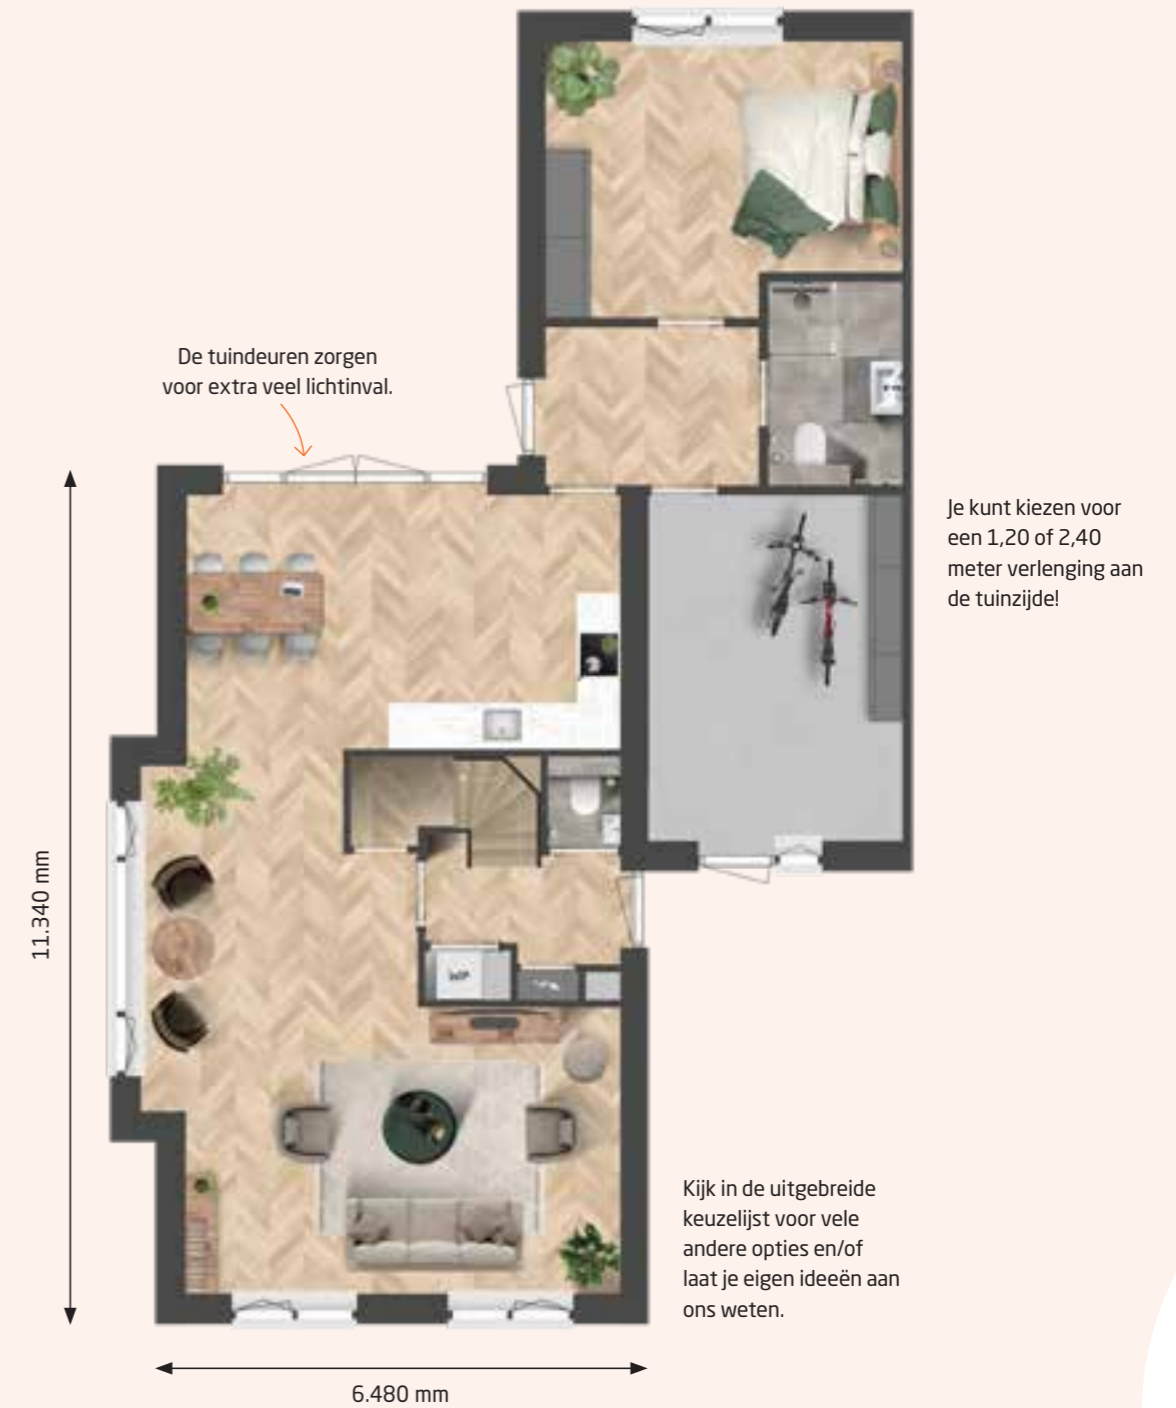 De tuindeuren zorgen
voor extra veel lichtinval.
Je kunt kiezen voor
een 1,20 of 2,40
meter verlenging aan
de tuinzijde!
11.340 mm
Kijk in de uitgebreide
keuzelijst voor vele
andere opties en/of
laat je eigen ideeën aan
ons weten.
6.480 mm